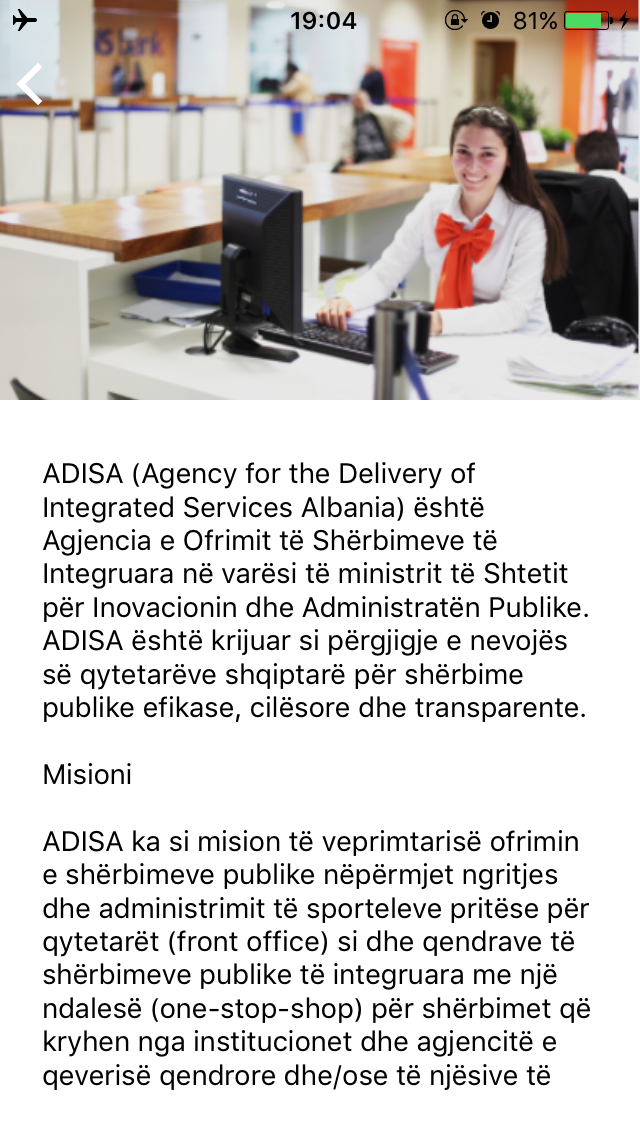 19:04
81%
ADISA (Agency for the Delivery of
Integrated Services Albania) është
Agjencia e Ofrimit të Shërbimeve të
Integruara në varësi të ministrit të Shtetit
për Inovacionin dhe Administratën Publike.
ADISA është krijuar si përgjigje e nevojës
së qytetarëve shqiptarë për shërbime
publike efikase, cilësore dhe transparente.
Misioni
ADISA ka si mision të veprimtarisë ofrimin
e shërbimeve publike nëpërmjet ngritjes
dhe administrimit të sporteleve pritëse për
qytetarët (front office) si dhe qendrave të
shërbimeve publike të integruara me një
ndalesë (one-stop-shop) për shërbimet që
kryhen nga institucionet dhe agjencitë e
qeverisë qendrore dhe/ose të njësive të